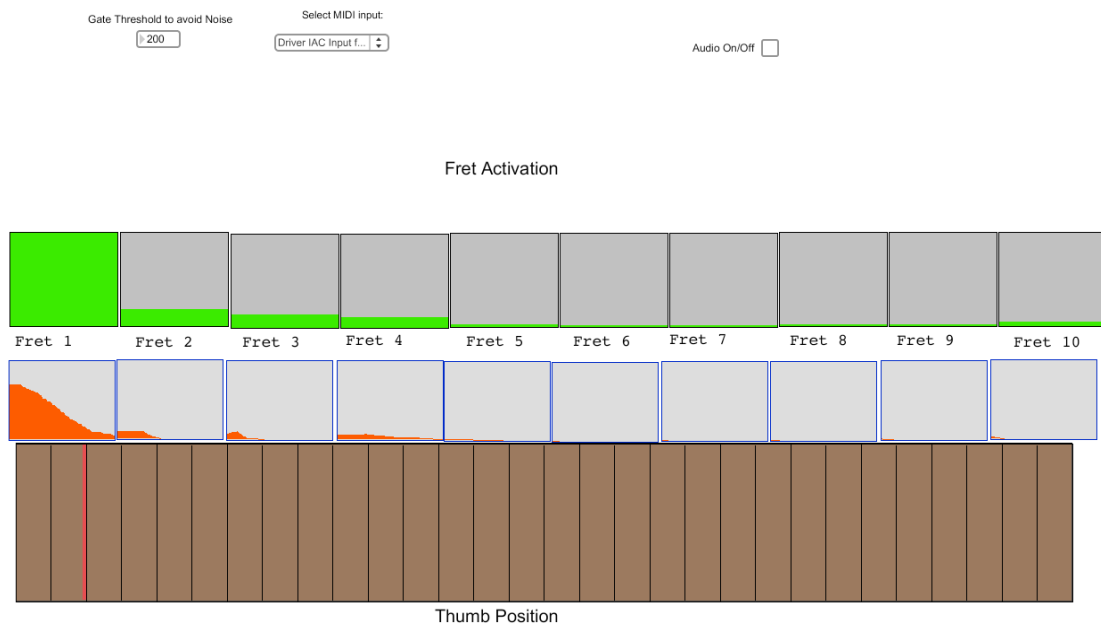 Gate Threshold to avoid Noise
200
Select MIDI input:
Driver IAC Input f...
Audio On/Off
Fret Activation
Fret 1 Fret 2 Fret 3 Fret 4 Fret 5 Fret 6 Fret 7 Fret 8 Fret 9 Fret 10
Thumb Position